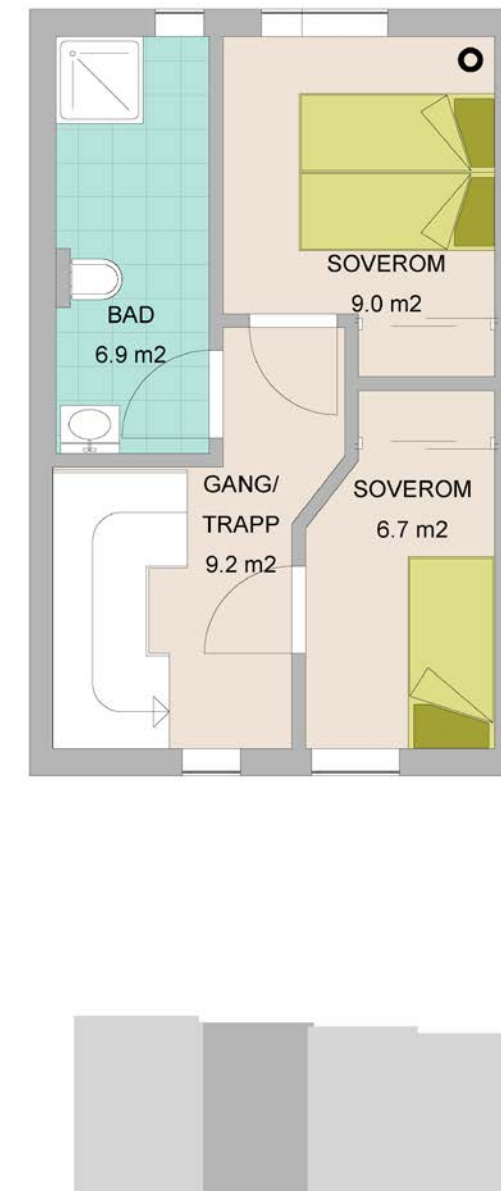 SOVEROM
9.0 m2
BAD
6.9 m2
GANG/
TRAPP
9.2 m2
SOVEROM
6.7 m2